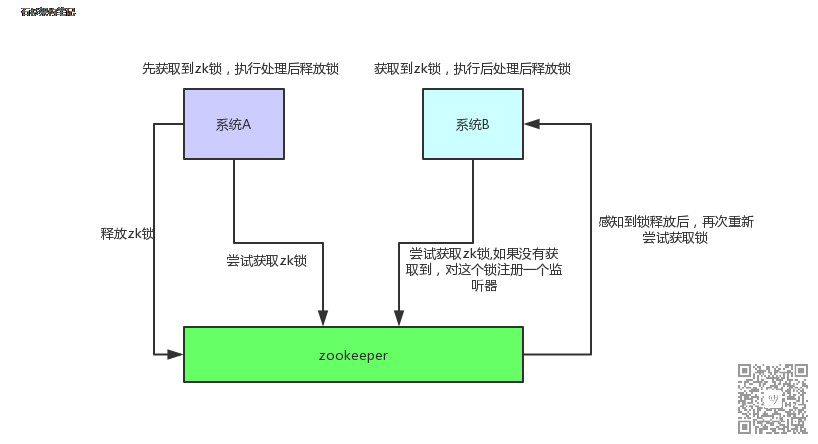 先获取到zk锁，执行处理后释放锁
获取到zk锁，执行后处理后释放锁
系统A
系统B
释放zk锁
尝试获取zk锁
尝试获取zk锁,如果没有获
取到，对这个锁注册一个监
听器
感知到锁释放后，再次重新
尝试获取锁
zookeeper